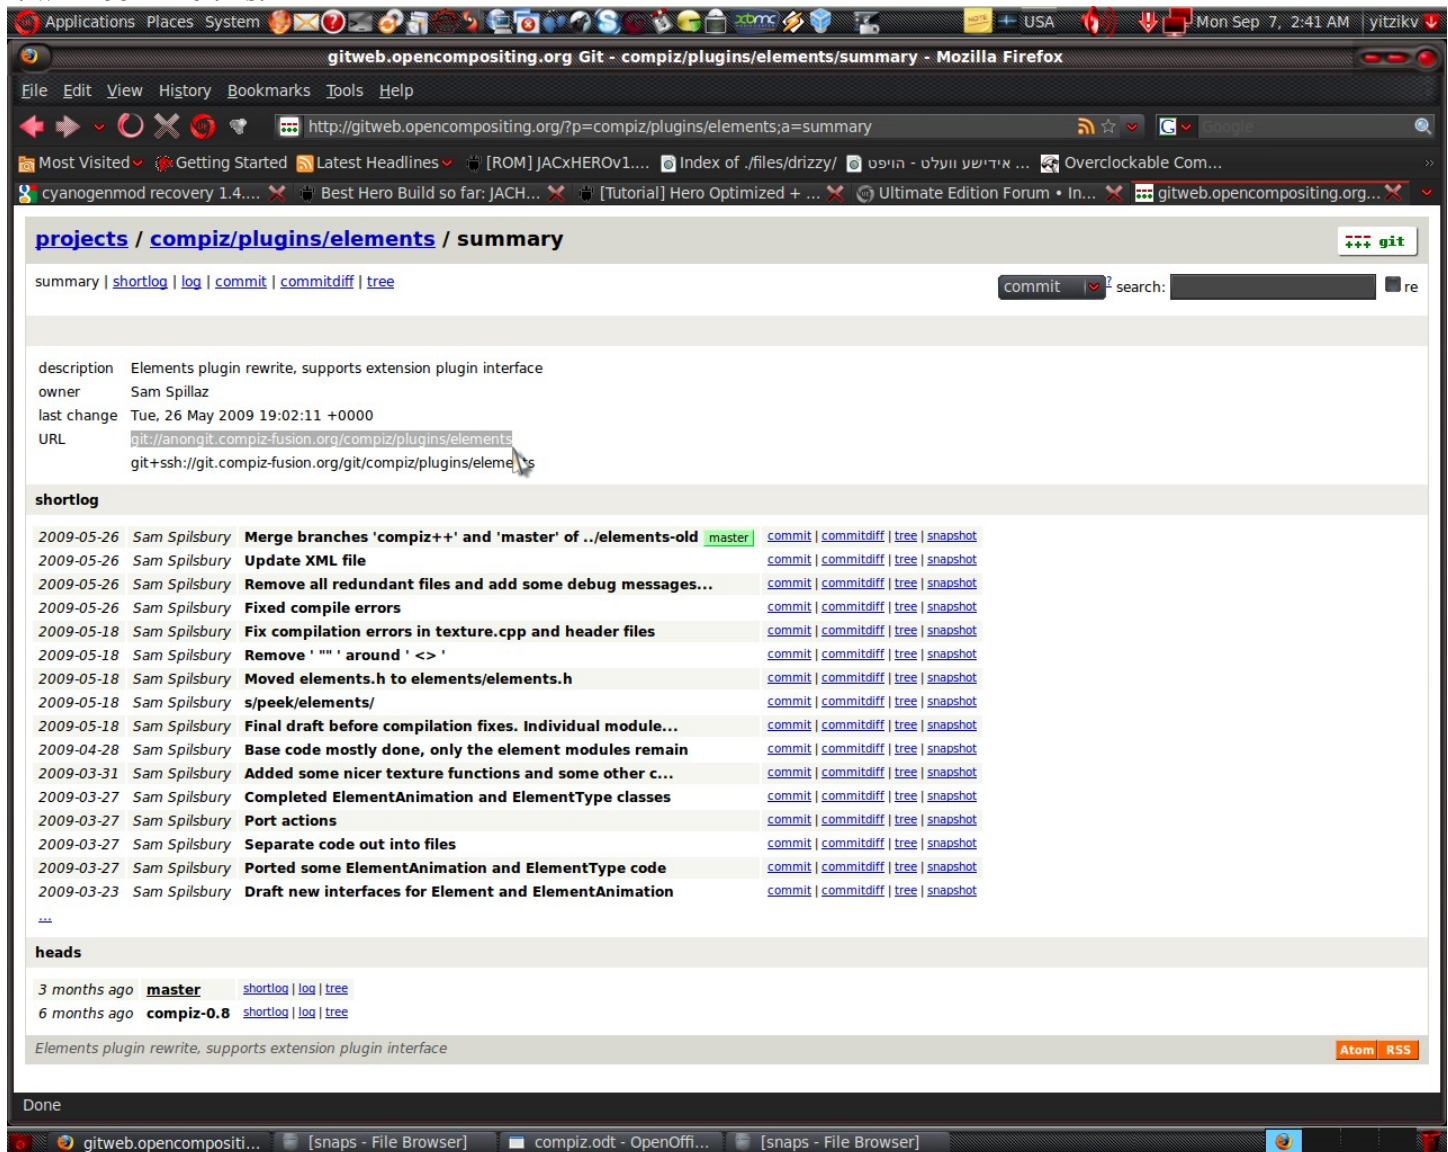 Applications Places System USA Mon Sep 7, 2:41 AM yitzikv
gitweb.opencompositing.org Git - compiz/plugins/elements/summary - Mozilla Firefox
File Edit View History Bookmarks Tools Help
http://gitweb.opencompositing.org/?p=compiz/plugins/elements;a=summary Google
Most Visited Getting Started Latest Headlines [ROM] JACxHEROv1.... Index of ./files/drizzy/ אידישע וועלט - הויפט ... Overclockable Com...
cyanogenmod recovery 1.4.... Best Hero Build so far: JACH... [Tutorial] Hero Optimized + ... Ultimate Edition Forum • In... gitweb.opencompositing.org...
projects / compiz/plugins/elements / summary git
summary | shortlog | log | commit | commitdiff | tree commit ? search: re
description Elements plugin rewrite, supports extension plugin interface
owner Sam Spillaz
last change Tue, 26 May 2009 19:02:11 +0000
URL git://anongit.compiz-fusion.org/compiz/plugins/elements
git+ssh://git.compiz-fusion.org/git/compiz/plugins/elements
shortlog
2009-05-26 Sam Spilsbury Merge branches 'compiz++' and 'master' of ../elements-old master commit | commitdiff | tree | snapshot
2009-05-26 Sam Spilsbury Update XML file commit | commitdiff | tree | snapshot
2009-05-26 Sam Spilsbury Remove all redundant files and add some debug messages... commit | commitdiff | tree | snapshot
2009-05-26 Sam Spilsbury Fixed compile errors commit | commitdiff | tree | snapshot
2009-05-18 Sam Spilsbury Fix compilation errors in texture.cpp and header files commit | commitdiff | tree | snapshot
2009-05-18 Sam Spilsbury Remove ' "" ' around ' <> ' commit | commitdiff | tree | snapshot
2009-05-18 Sam Spilsbury Moved elements.h to elements/elements.h commit | commitdiff | tree | snapshot
2009-05-18 Sam Spilsbury s/peek/elements/ commit | commitdiff | tree | snapshot
2009-05-18 Sam Spilsbury Final draft before compilation fixes. Individual module... commit | commitdiff | tree | snapshot
2009-04-28 Sam Spilsbury Base code mostly done, only the element modules remain commit | commitdiff | tree | snapshot
2009-03-31 Sam Spilsbury Added some nicer texture functions and some other c... commit | commitdiff | tree | snapshot
2009-03-27 Sam Spilsbury Completed ElementAnimation and ElementType classes commit | commitdiff | tree | snapshot
2009-03-27 Sam Spilsbury Port actions commit | commitdiff | tree | snapshot
2009-03-27 Sam Spilsbury Separate code out into files commit | commitdiff | tree | snapshot
2009-03-27 Sam Spilsbury Ported some ElementAnimation and ElementType code commit | commitdiff | tree | snapshot
2009-03-23 Sam Spilsbury Draft new interfaces for Element and ElementAnimation commit | commitdiff | tree | snapshot
...
heads
3 months ago master shortlog | log | tree
6 months ago compiz-0.8 shortlog | log | tree
Elements plugin rewrite, supports extension plugin interface Atom RSS
Done
gitweb.opencompositi... [snaps - File Browser] compiz.odt - OpenOffi... [snaps - File Browser]